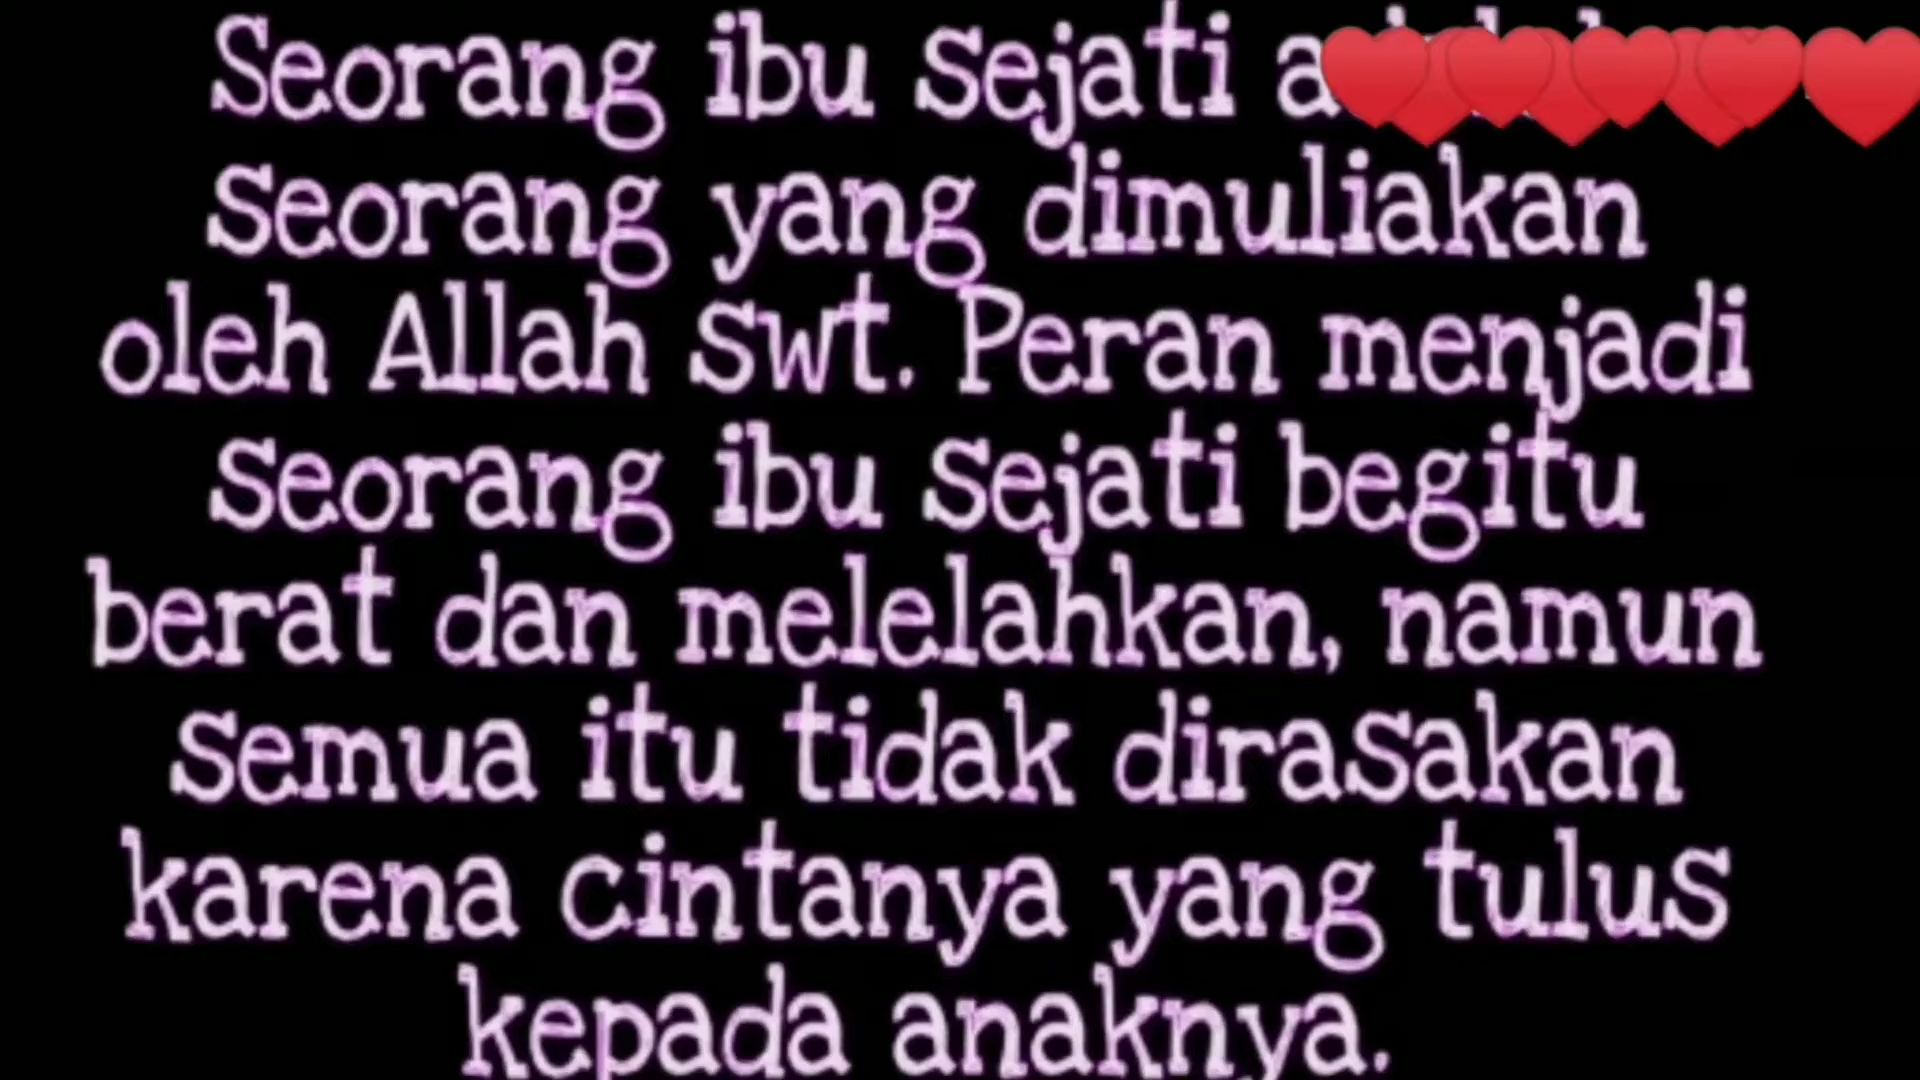 Seorang ibu sejati
seorang yang dimuliakan
oleh Allah swt. Peran menjadi
seorang ibu sejati begitu
berat dan melelahkan, namun
semua itu tidak dirasakan
karena cintanya yang tulus
kepada anaknya.